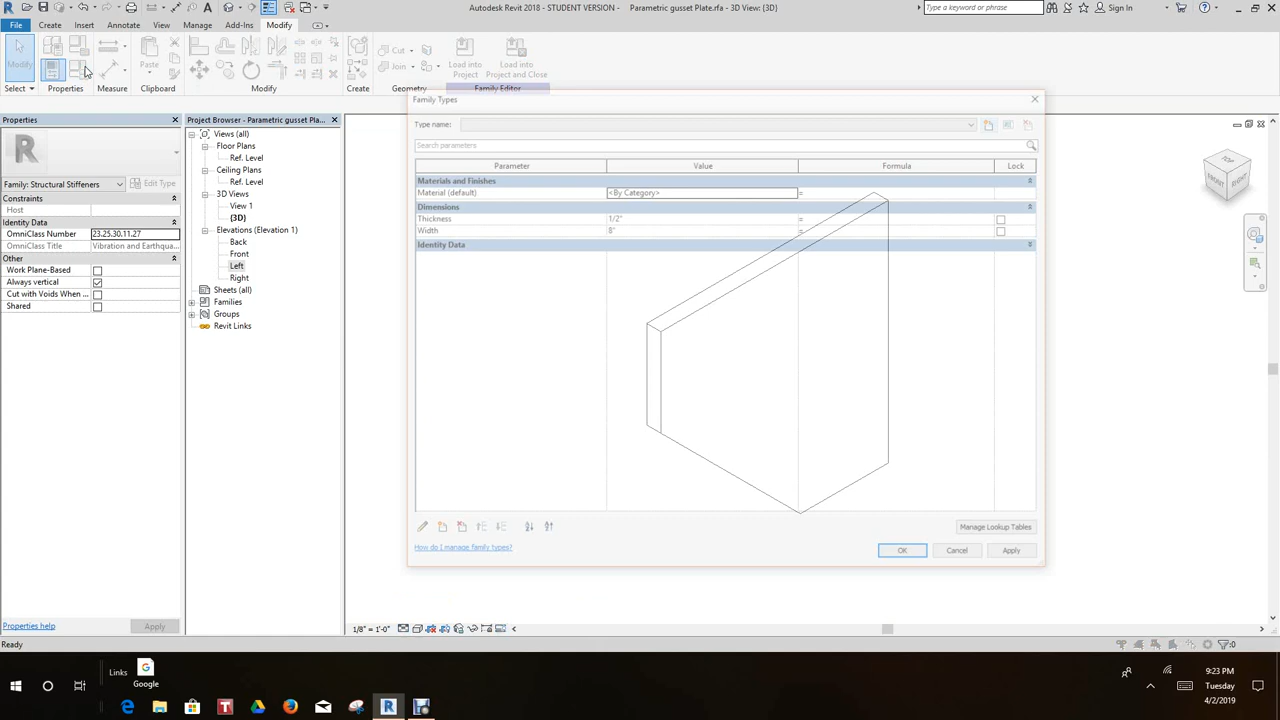 Autodesk Revit 2018 - STUDENT VERSION - Parametric gusset Plate.rfa - 3D View: {3D}
Type a keyword or phrase
Sign In
File Create Insert Annotate View Manage Add-Ins Modify
Modify
Paste
Cut
Join
Load into Project
Load into Project and Close
Select Properties Measure Clipboard Modify Create Geometry Family Editor
Properties
Family: Structural Stiffeners
Edit Type
Constraints
Host
Identity Data
OmniClass Number 23.25.30.11.27
OmniClass Title Vibration and Earthqua...
Other
Work Plane-Based
Always vertical
Cut with Voids When ...
Shared
Properties help
Apply
Project Browser - Parametric gusset Pla...
Views (all)
Floor Plans
Ref. Level
Ceiling Plans
Ref. Level
3D Views
View 1
{3D}
Elevations (Elevation 1)
Back
Front
Left
Right
Sheets (all)
Families
Groups
Revit Links
Family Types
Type name:
Search parameters
Parameter Value Formula Lock
Materials and Finishes
Material (default) <By Category> =
Dimensions
Thickness 1/2" =
Width 8" =
Identity Data
Manage Lookup Tables
How do I manage family types?
OK Cancel Apply
TOP
FRONT
RIGHT
1/8" = 1'-0"
Ready
:0
Links
Google
9:23 PM
Tuesday
4/2/2019